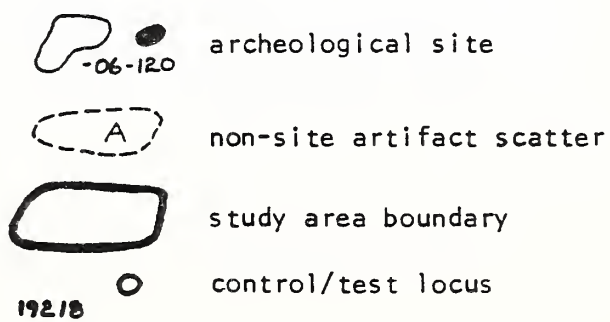 archeological site
-06-120
A non-site artifact scatter
study area boundary
control/test locus
19218